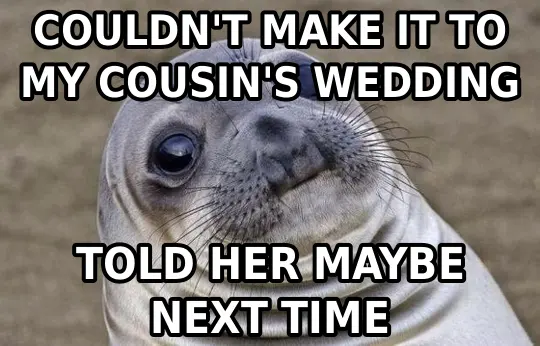 COULDN'T MAKE IT TO
MY COUSIN'S WEDDING
TOLD HER MAYBE
NEXT TIME